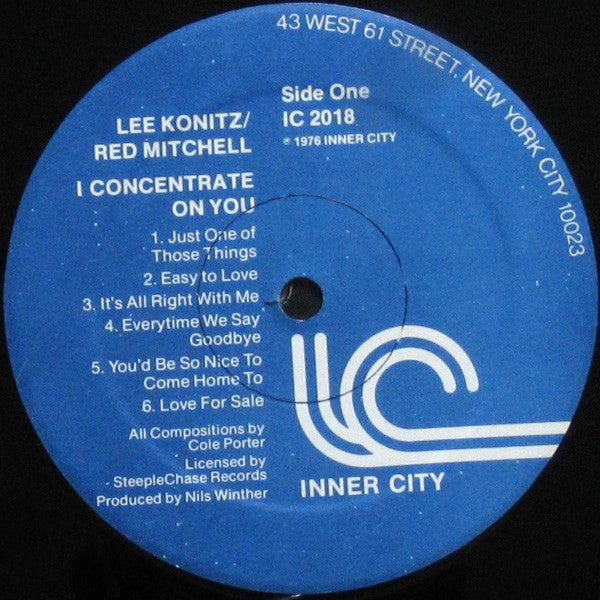 43 WEST 61 STREET, NEW YORK CITY 10023
Side One
IC 2018
℗ 1976 INNER CITY
LEE KONITZ/
RED MITCHELL
I CONCENTRATE
ON YOU
1. Just One of
Those Things
2. Easy to Love
3. It's All Right With Me
4. Everytime We Say
Goodbye
5. You'd Be So Nice To
Come Home To
6. Love For Sale
All Compositions by
Cole Porter
Licensed by
SteepleChase Records
Produced by Nils Winther
IC
INNER CITY